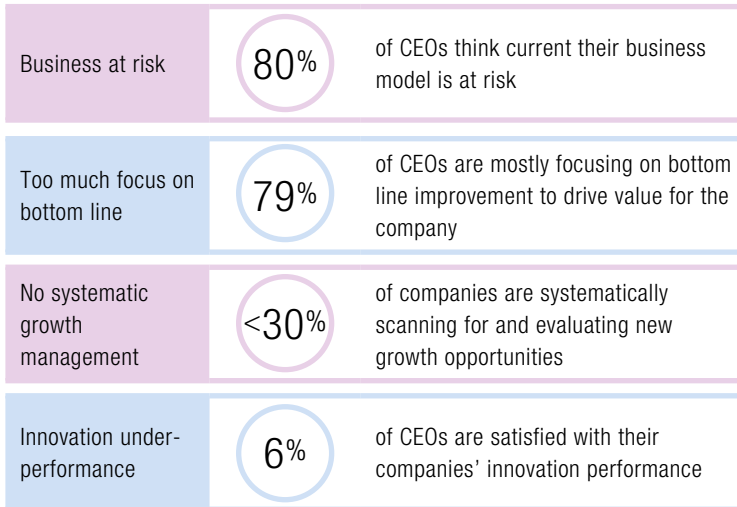 Business at risk
80%
of CEOs think current their business
model is at risk
Too much focus on
bottom line
79%
of CEOs are mostly focusing on bottom
line improvement to drive value for the
company
No systematic
growth
management
<30%
of companies are systematically
scanning for and evaluating new
growth opportunities
Innovation under-
performance
6%
of CEOs are satisfied with their
companies’ innovation performance